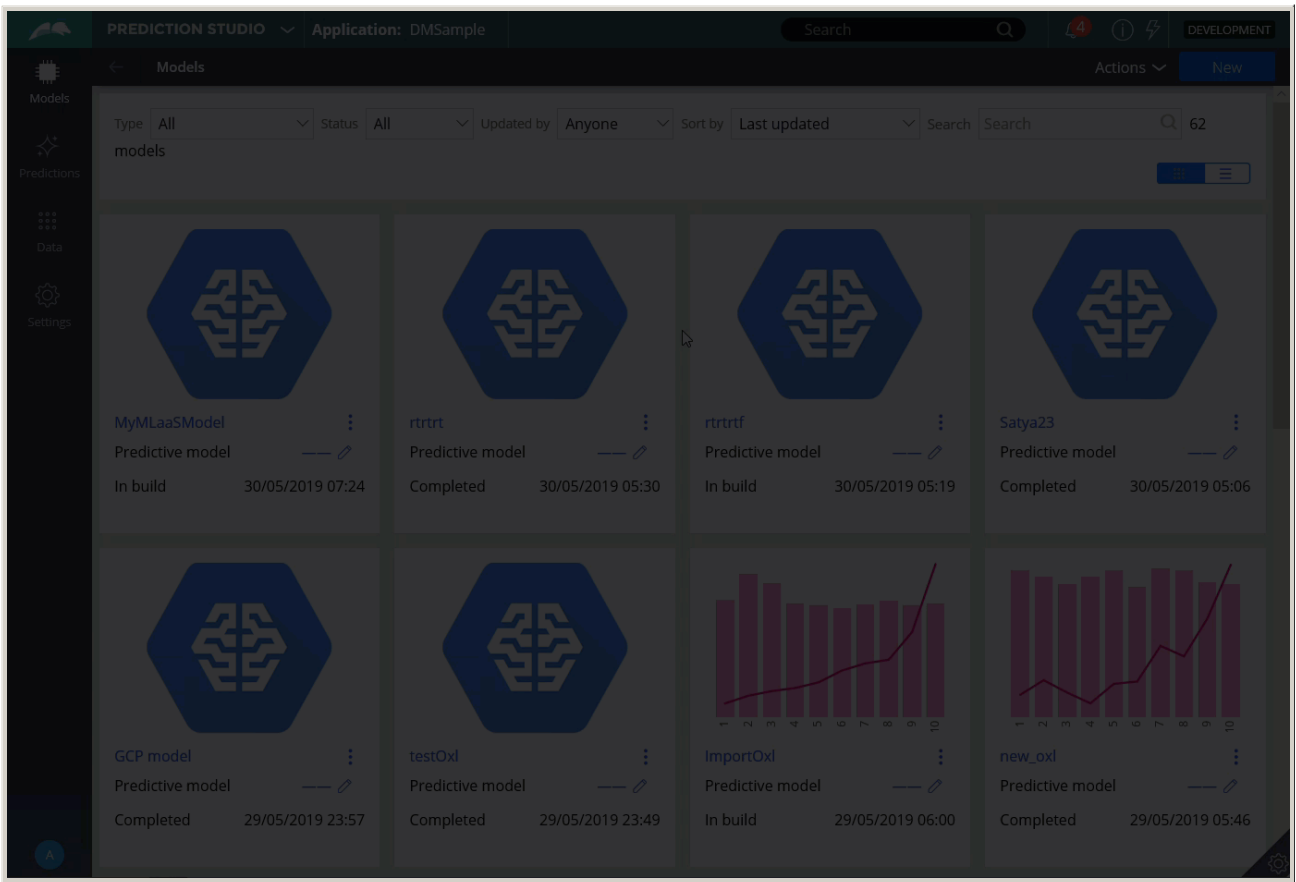 PREDICTION STUDIO Application: DMSample Search 4 DEVELOPMENT
Models Actions New
Models
Predictions
Data
Settings
A
Type All Status All Updated by Anyone Sort by Last updated Search Search 62
models
MyMLaaSModel rtrtrt rtrtrtf Satya23
Predictive model Predictive model Predictive model Predictive model
In build 30/05/2019 07:24 Completed 30/05/2019 05:30 In build 30/05/2019 05:19 Completed 30/05/2019 05:06
1 2 3 4 5 6 7 8 9 10 1 2 3 4 5 6 7 8 9 10
GCP model testOxl ImportOxl new_oxl
Predictive model Predictive model Predictive model Predictive model
Completed 29/05/2019 23:57 Completed 29/05/2019 23:49 In build 29/05/2019 06:00 Completed 29/05/2019 05:46